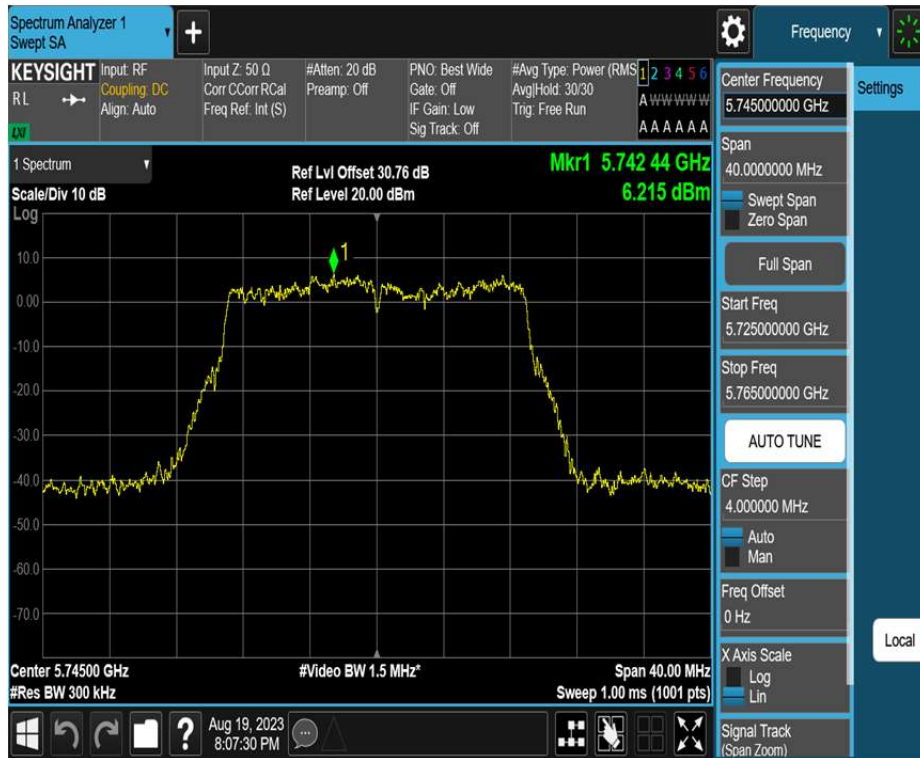 Spectrum Analyzer 1
Swept SA
Frequency
KEYSIGHT
R L
LXI
Input: RF
Coupling: DC
Align: Auto
Input Z: 50 Ω
Corr CCorr RCal
Freq Ref: Int (S)
#Atten: 20 dB
Preamp: Off
PNO: Best Wide
Gate: Off
IF Gain: Low
Sig Track: Off
#Avg Type: Power (RMS
Avg|Hold: 30/30
Trig: Free Run
1 2 3 4 5 6
A W W W W W
A A A A A A
1 Spectrum
Scale/Div 10 dB
Log
Ref Lvl Offset 30.76 dB
Ref Level 20.00 dBm
Mkr1 5.742 44 GHz
6.215 dBm
1
10.0
0.00
-10.0
-20.0
-30.0
-40.0
-50.0
-60.0
-70.0
Center 5.74500 GHz
#Res BW 300 kHz
#Video BW 1.5 MHz*
Span 40.00 MHz
Sweep 1.00 ms (1001 pts)
?
Aug 19, 2023
8:07:30 PM
Center Frequency
5.745000000 GHz
Settings
Span
40.0000000 MHz
Swept Span
Zero Span
Full Span
Start Freq
5.725000000 GHz
Stop Freq
5.765000000 GHz
AUTO TUNE
CF Step
4.000000 MHz
Auto
Man
Freq Offset
0 Hz
Local
X Axis Scale
Log
Lin
Signal Track
(Span Zoom)